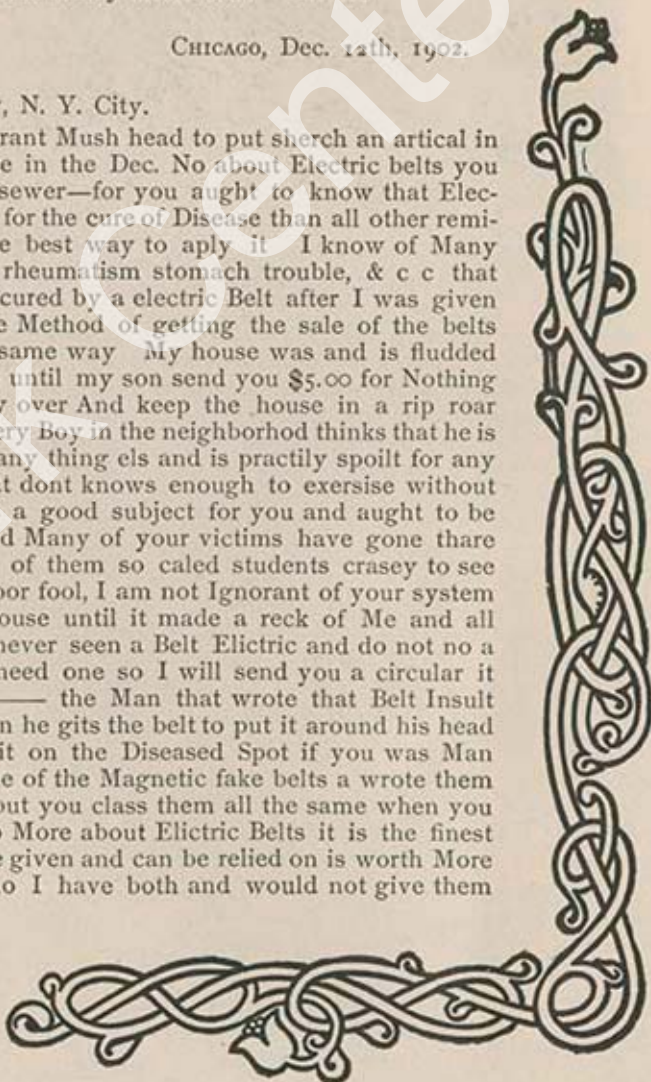 CHICAGO, Dec. 12th, 1902.
, N. Y. City.
rant Mush head to put sherch an artical in
e in the Dec. No about Electric belts you
sewer—for you aught to know that Elec-
for the cure of Disease than all other remi-
e best way to aply it I know of Many
rheumatism stomach trouble, & c c that
cured by a electric Belt after I was given
e Method of getting the sale of the belts
same way My house was and is fludded
until my son send you $5.00 for Nothing
y over And keep the house in a rip roar
ery Boy in the neighborhod thinks that he is
any thing els and is practily spoilt for any
t dont knows enough to exersise without
a good subject for you and aught to be
d Many of your victims have gone thare
of them so caled students crasey to see
oor fool, I am not Ignorant of your system
ouse until it made a reck of Me and all
never seen a Belt Elictric and do not no a
need one so I will send you a circular it
—— the Man that wrote that Belt Insult
n he gits the belt to put it around his head
it on the Diseased Spot if you was Man
e of the Magnetic fake belts a wrote them
out you class them all the same when you
o More about Elictric Belts it is the finest
e given and can be relied on is worth More
lo I have both and would not give them